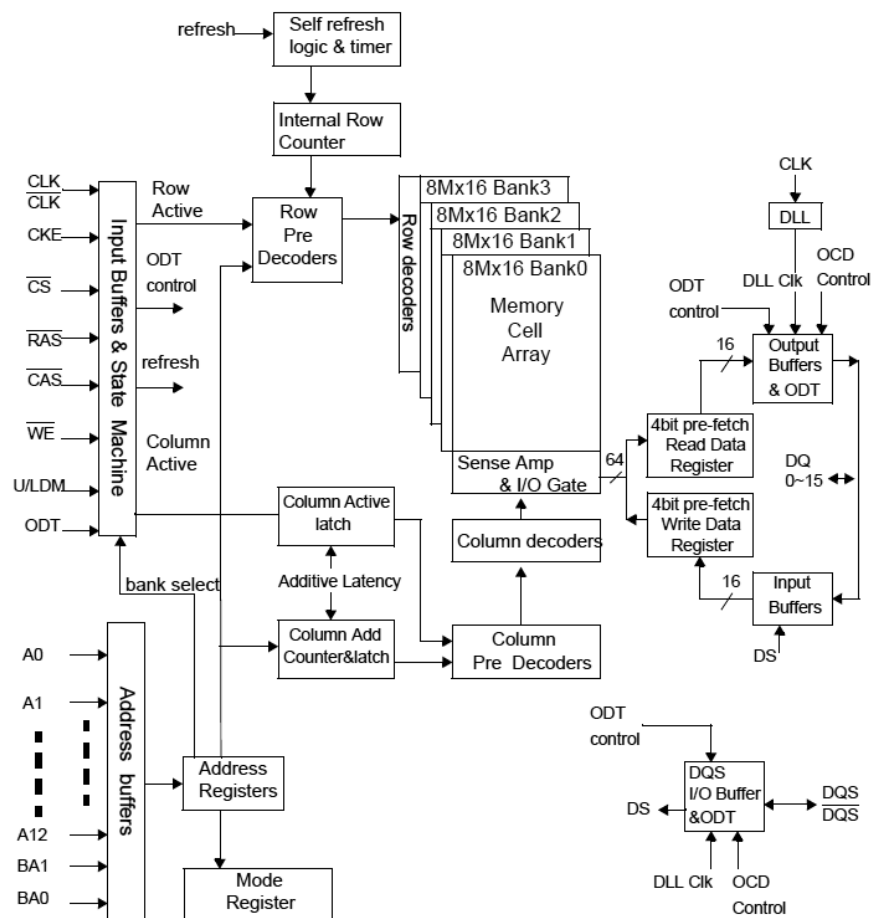 refresh
Self refresh
logic & timer
Internal Row
Counter
CLK
CLK
CKE
CS
RAS
CAS
WE
U/LDM
ODT
Input Buffers & State Machine
Row
Active
ODT
control
refresh
Column
Active
bank select
Row
Pre
Decoders
Row decoders
8Mx16 Bank3
8Mx16 Bank2
8Mx16 Bank1
8Mx16 Bank0
Memory
Cell
Array
Sense Amp
& I/O Gate
64
Column decoders
Column Active
latch
Additive Latency
Column Add
Counter&latch
Column
Pre Decoders
CLK
DLL
DLL Clk
ODT
control
OCD
Control
16
Output
Buffers
& ODT
4bit pre-fetch
Read Data
Register
4bit pre-fetch
Write Data
Register
DQ
0~15
16
Input
Buffers
DS
A0
A1
A12
BA1
BA0
Address buffers
Address
Registers
Mode
Register
ODT
control
DQS
I/O Buffer
&ODT
DS
DQS
DQS
DLL Clk
OCD
Control